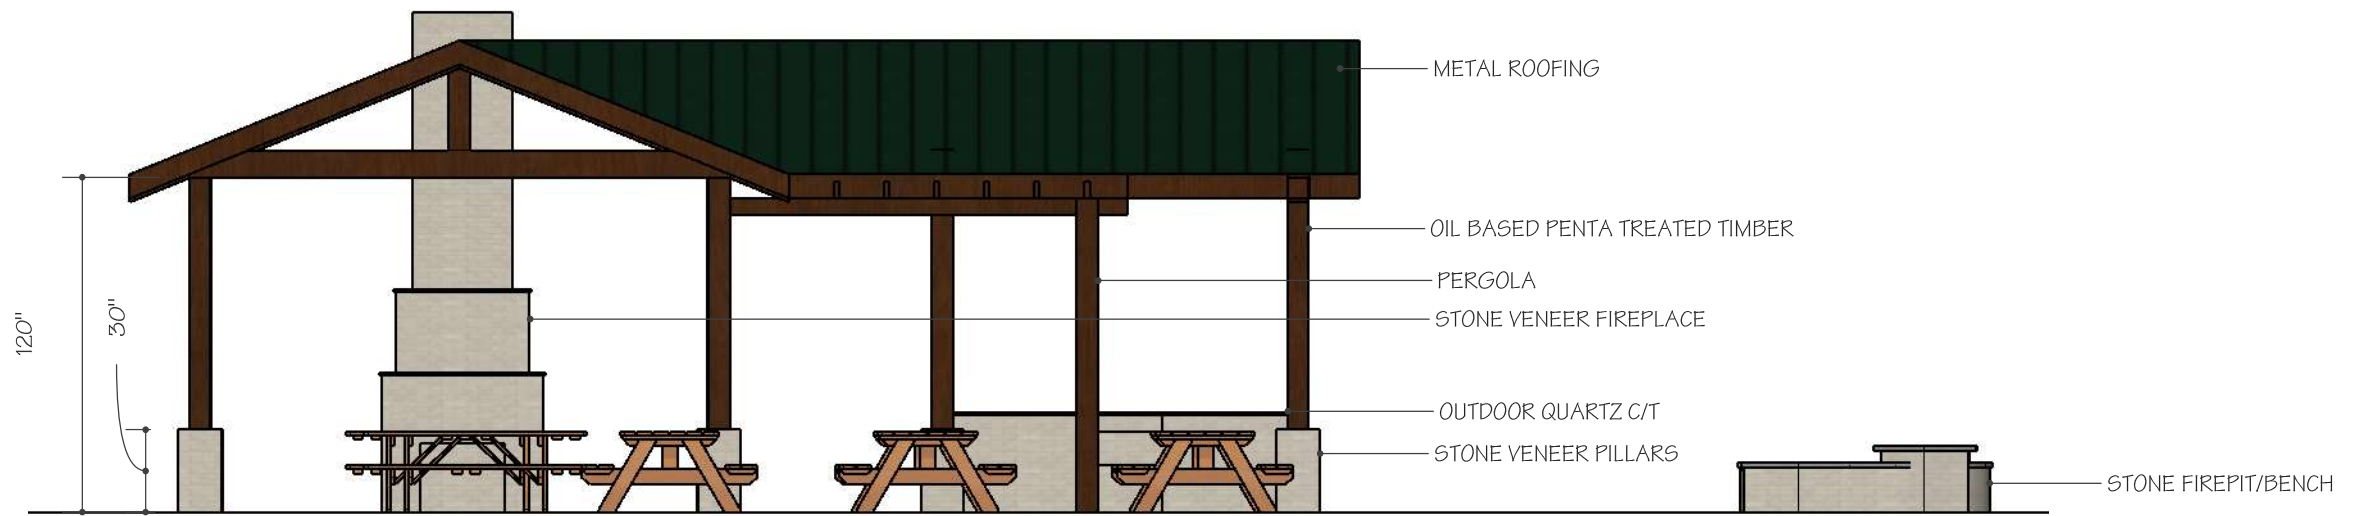 METAL ROOFING
OIL BASED PENTA TREATED TIMBER
PERGOLA
STONE VENEER FIREPLACE
120"
30"
OUTDOOR QUARTZ C/T
STONE VENEER PILLARS
STONE FIREPIT/BENCH